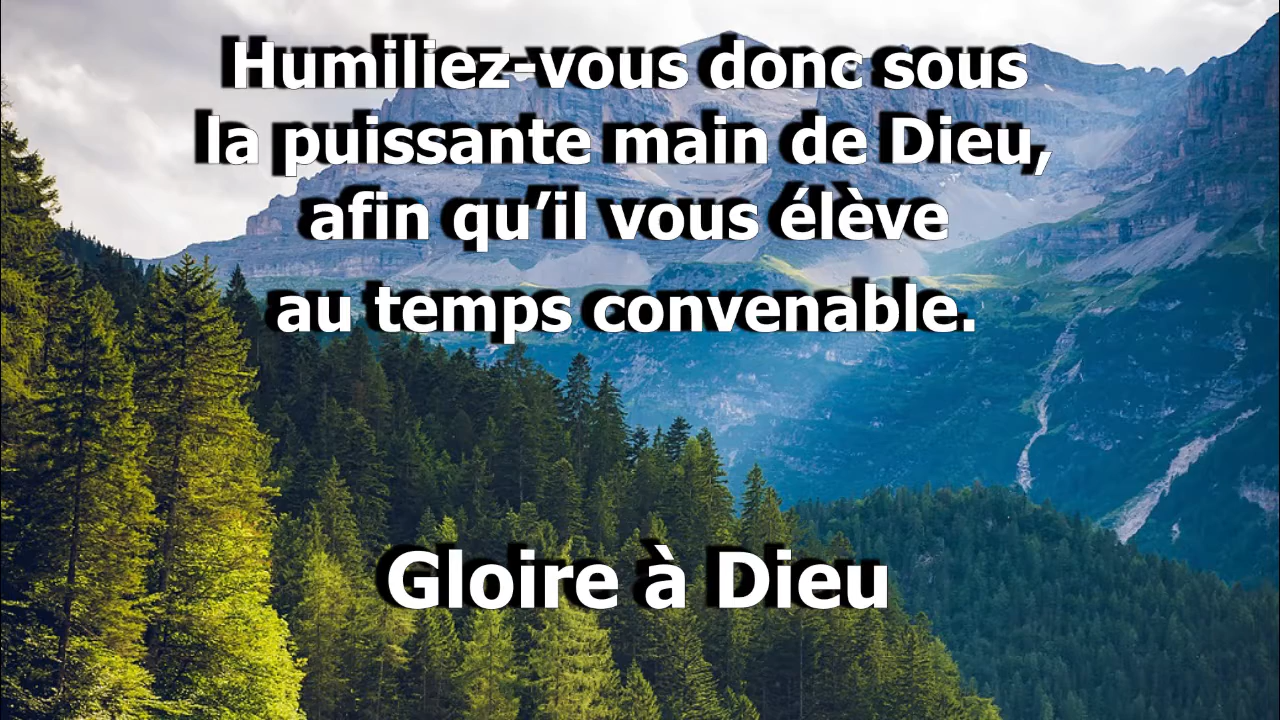 Humiliez-vous donc sous
la puissante main de Dieu,
afin qu’il vous élève
au temps convenable.
Gloire à Dieu